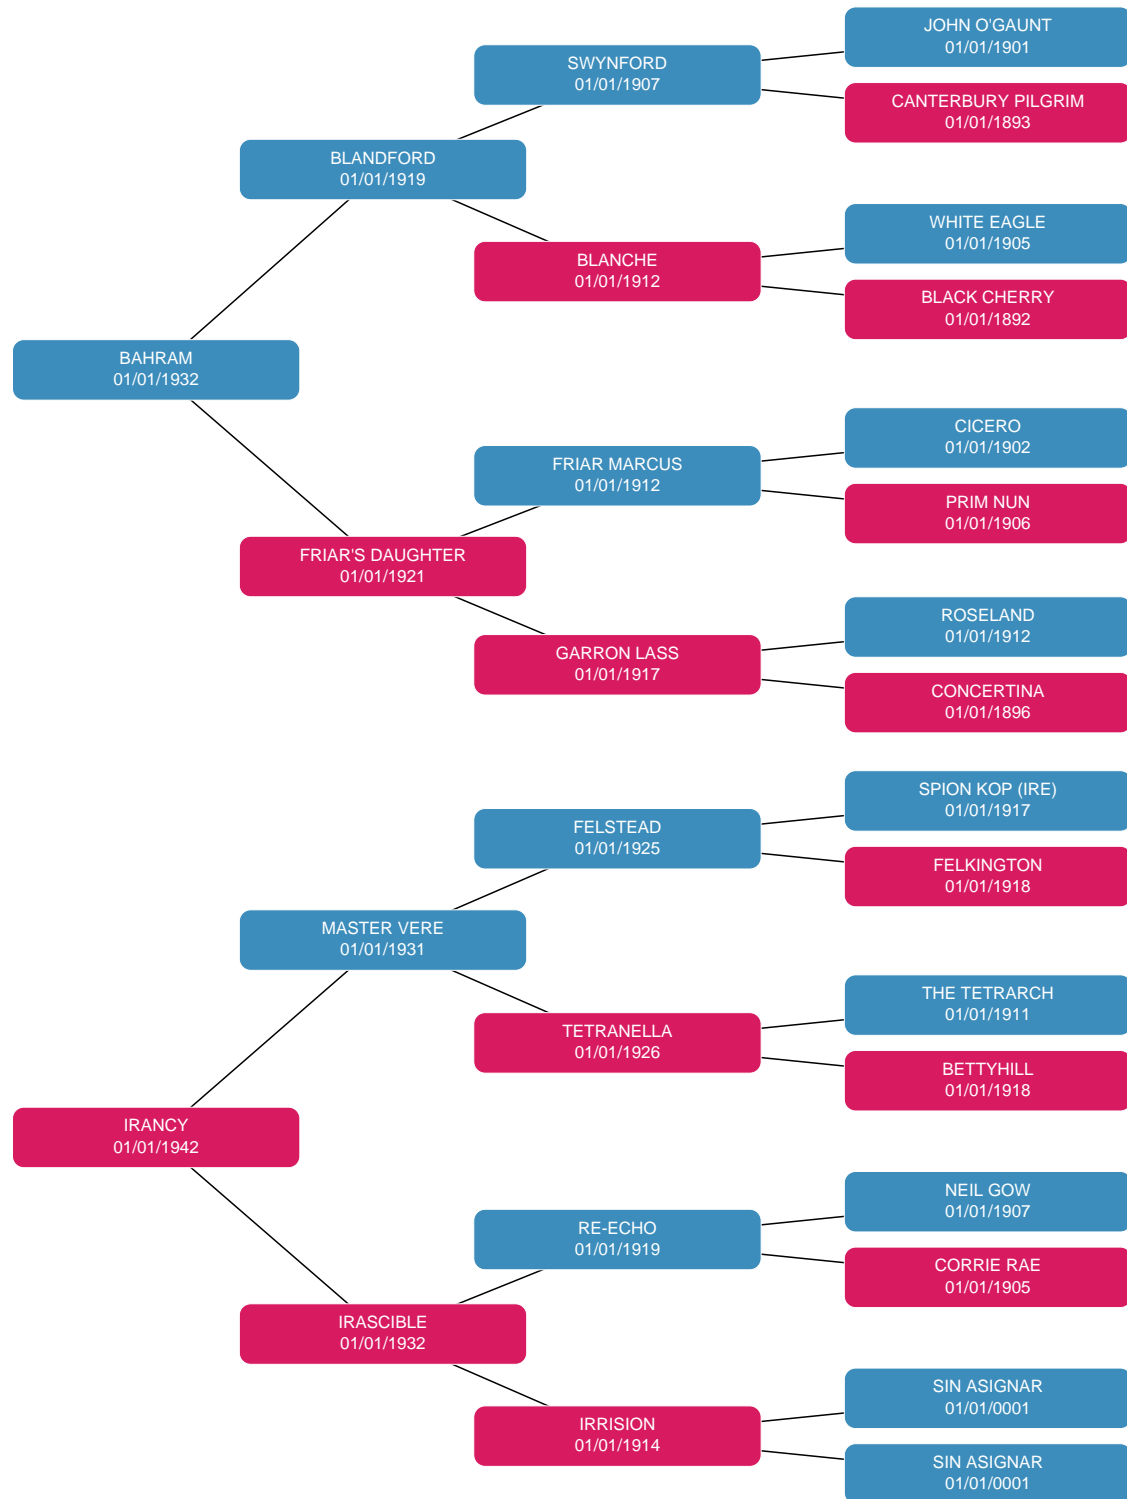 JOHN O'GAUNT
01/01/1901
SWYNFORD
01/01/1907
CANTERBURY PILGRIM
01/01/1893
BLANDFORD
01/01/1919
WHITE EAGLE
01/01/1905
BLANCHE
01/01/1912
BLACK CHERRY
01/01/1892
BAHRAM
01/01/1932
CICERO
01/01/1902
FRIAR MARCUS
01/01/1912
PRIM NUN
01/01/1906
FRIAR'S DAUGHTER
01/01/1921
ROSELAND
01/01/1912
GARRON LASS
01/01/1917
CONCERTINA
01/01/1896
SPION KOP (IRE)
01/01/1917
FELSTEAD
01/01/1925
FELKINGTON
01/01/1918
MASTER VERE
01/01/1931
THE TETRARCH
01/01/1911
TETRANELLA
01/01/1926
BETTYHILL
01/01/1918
IRANCY
01/01/1942
NEIL GOW
01/01/1907
RE-ECHO
01/01/1919
CORRIE RAE
01/01/1905
IRASCIBLE
01/01/1932
SIN ASIGNAR
01/01/0001
IRRISION
01/01/1914
SIN ASIGNAR
01/01/0001